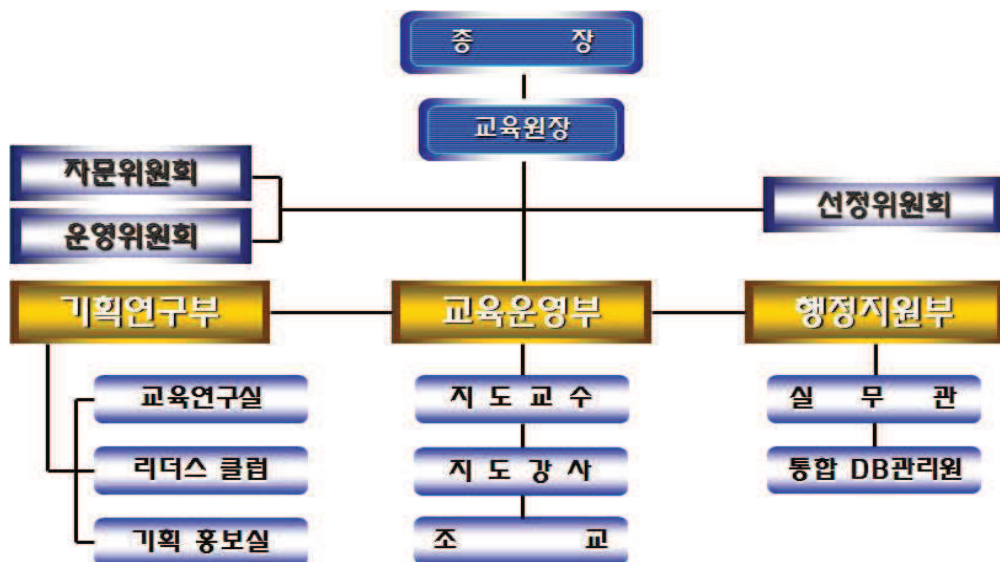 종 장
교육원장
자문위원회
운영위원회
선정위원회
기획연구부
교육운영부
행정지원부
교육연구실
지 도 교 수
실 무 관
리더스 클럽
지 도 강 사
통합 DB관리원
기획 홍보실
조 교